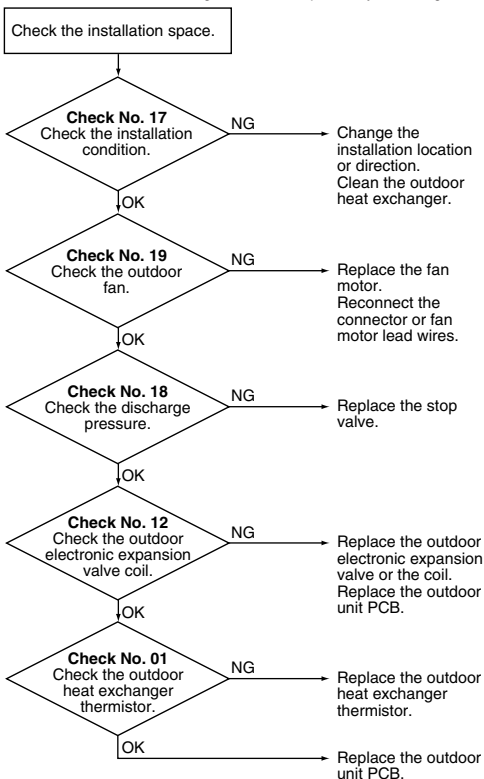 Check the installation space.
Check No. 17
Check the installation
condition.
NG
Change the
installation location
or direction.
Clean the outdoor
heat exchanger.
OK
Check No. 19
Check the outdoor
fan.
NG
Replace the fan
motor.
Reconnect the
connector or fan
motor lead wires.
OK
Check No. 18
Check the discharge
pressure.
NG
Replace the stop
valve.
OK
Check No. 12
Check the outdoor
electronic expansion
valve coil.
NG
Replace the outdoor
electronic expansion
valve or the coil.
Replace the outdoor
unit PCB.
OK
Check No. 01
Check the outdoor
heat exchanger
thermistor.
NG
Replace the outdoor
heat exchanger
thermistor.
OK
Replace the outdoor
unit PCB.